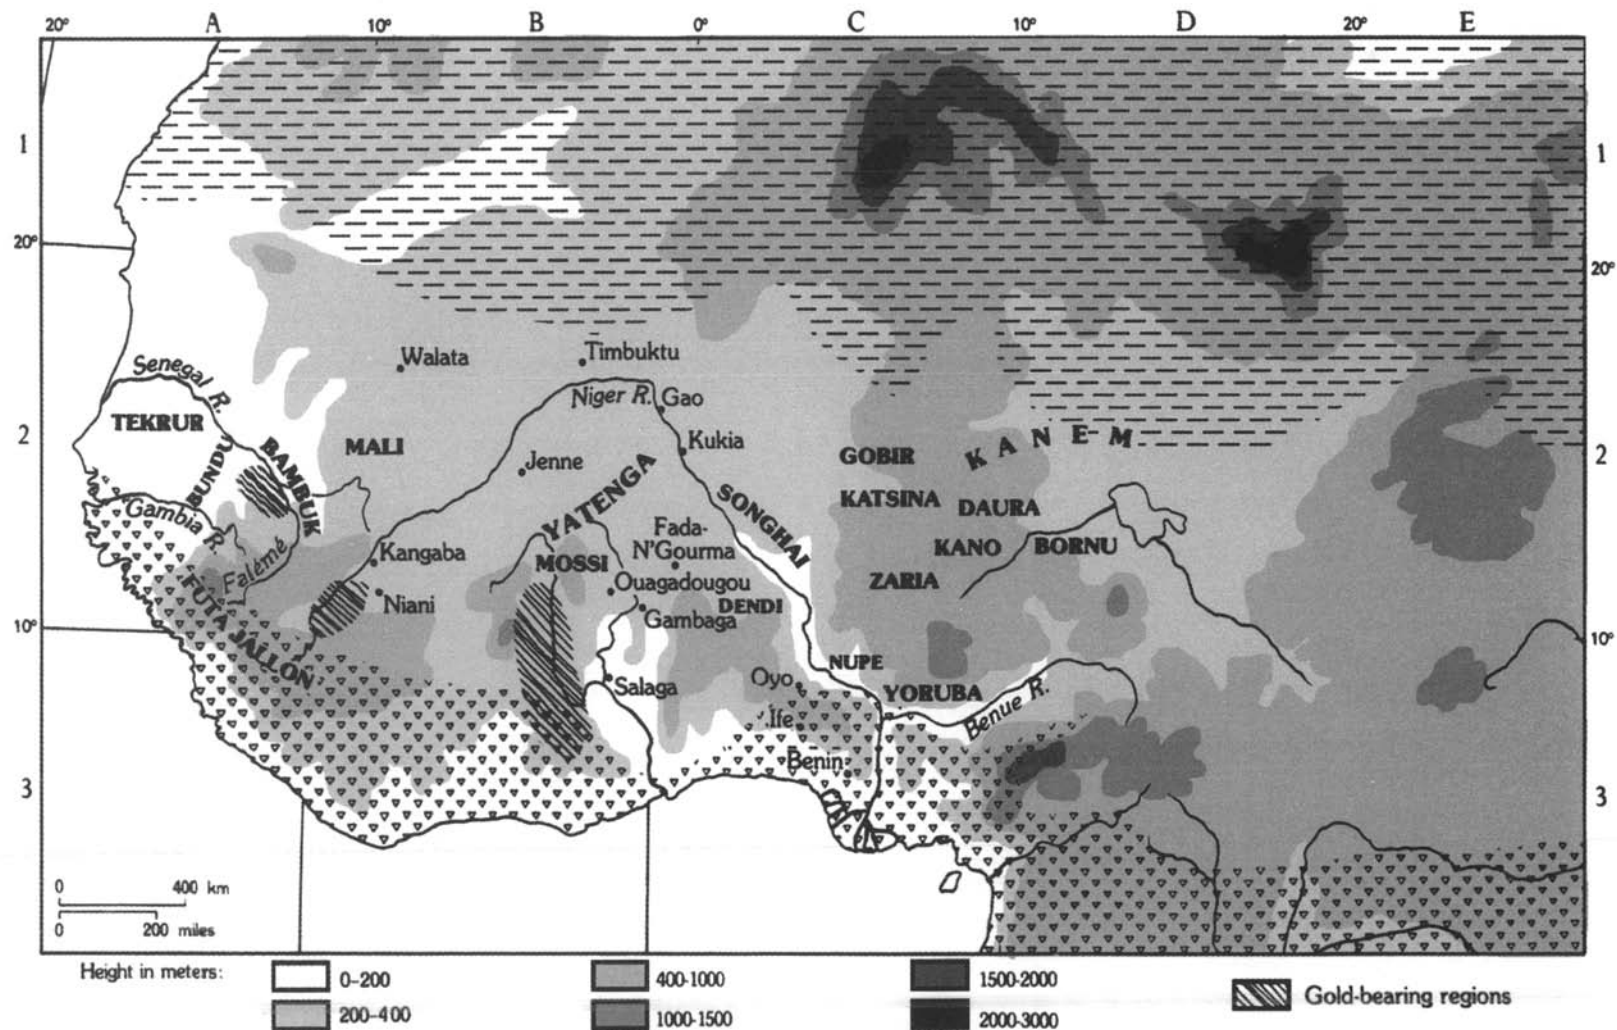 20° A 10° B 0° C 10° D 20° E
1 1
20° 20°
Walata
Timbuktu
Senegal R.
Niger R.
Gao
TEKRUR
2 2
BUNDU
BAMBUK
MALI
Jenne
Kukia
YATENGA
SONGHAI
GOBIR
KANEM
KATSINA
DAURA
Gambia R.
Falémé
Kangaba
Fada-
N'Gourma
MOSSI
KANO
BORNU
Niani
Ouagadougou
ZARIA
DENDI
Gambaga
FUTA JALLON
10° 10°
NUPE
Salaga
Oyo
YORUBA
Benue R.
Ife
Benin
3 3
0 400 km
0 200 miles
Height in meters:
0-200
400-1000
1500-2000
Gold-bearing regions
200-400
1000-1500
2000-3000